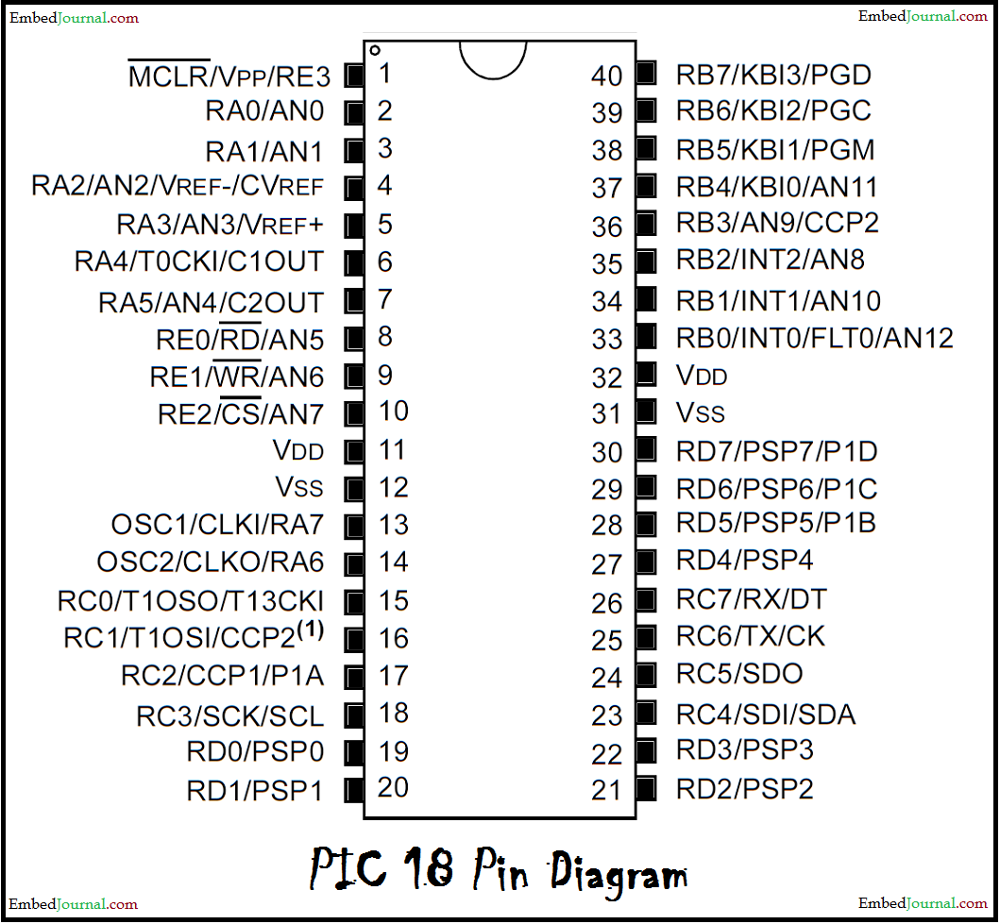 EmbedJournal.com
EmbedJournal.com
MCLR/VPP/RE3 1 40 RB7/KBI3/PGD
RA0/AN0 2 39 RB6/KBI2/PGC
RA1/AN1 3 38 RB5/KBI1/PGM
RA2/AN2/VREF-/CVREF 4 37 RB4/KBI0/AN11
RA3/AN3/VREF+ 5 36 RB3/AN9/CCP2
RA4/T0CKI/C1OUT 6 35 RB2/INT2/AN8
RA5/AN4/C2OUT 7 34 RB1/INT1/AN10
RE0/RD/AN5 8 33 RB0/INT0/FLT0/AN12
RE1/WR/AN6 9 32 VDD
RE2/CS/AN7 10 31 VSS
VDD 11 30 RD7/PSP7/P1D
VSS 12 29 RD6/PSP6/P1C
OSC1/CLKI/RA7 13 28 RD5/PSP5/P1B
OSC2/CLKO/RA6 14 27 RD4/PSP4
RC0/T1OSO/T13CKI 15 26 RC7/RX/DT
RC1/T1OSI/CCP2(1) 16 25 RC6/TX/CK
RC2/CCP1/P1A 17 24 RC5/SDO
RC3/SCK/SCL 18 23 RC4/SDI/SDA
RD0/PSP0 19 22 RD3/PSP3
RD1/PSP1 20 21 RD2/PSP2
PIC 18 Pin Diagram
EmbedJournal.com
EmbedJournal.com